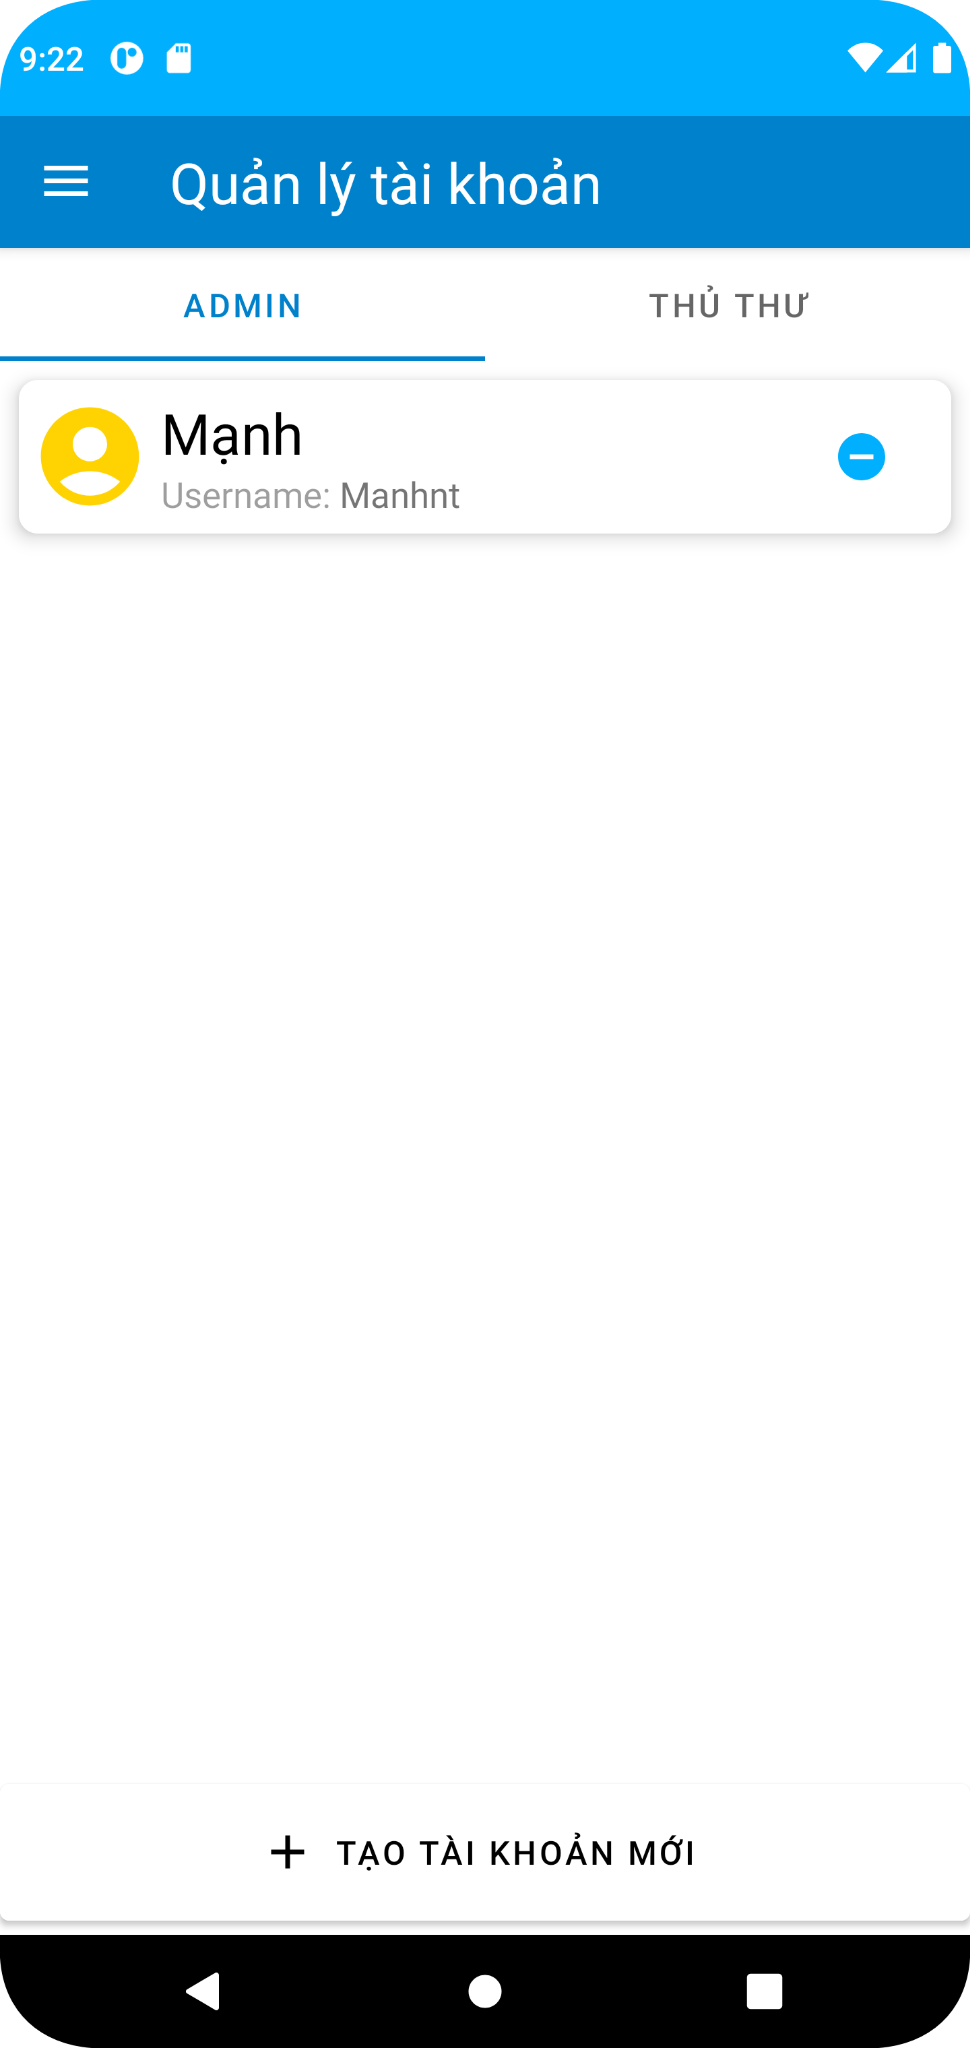 9:22
Quản lý tài khoản
ADMIN
THỦ THƯ
Mạnh
Username: Manhnt
TẠO TÀI KHOẢN MỚI